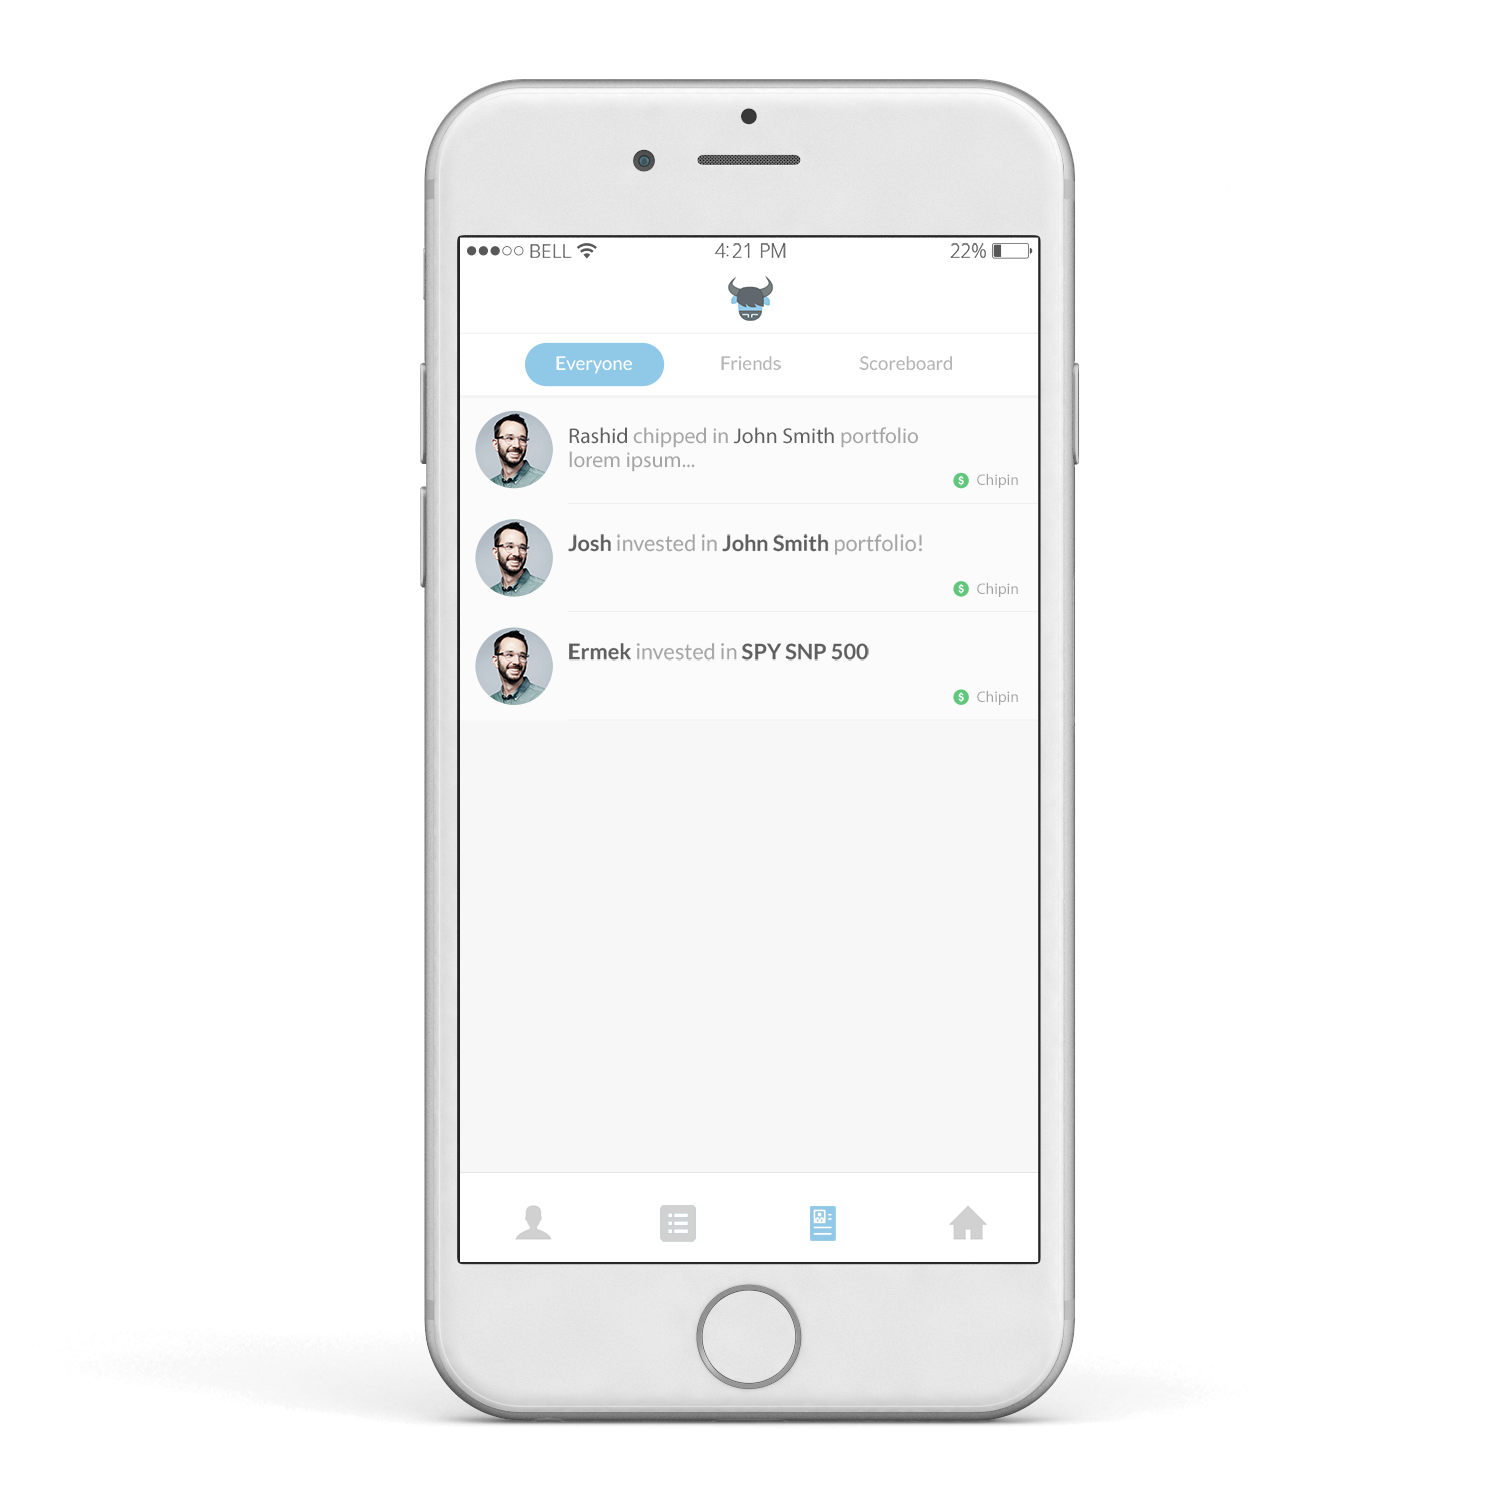 BELL 4:21 PM 22%
Everyone Friends Scoreboard
Rashid chipped in John Smith portfolio
lorem ipsum...
$ Chipin
Josh invested in John Smith portfolio!
$ Chipin
Ermek invested in SPY SNP 500
$ Chipin